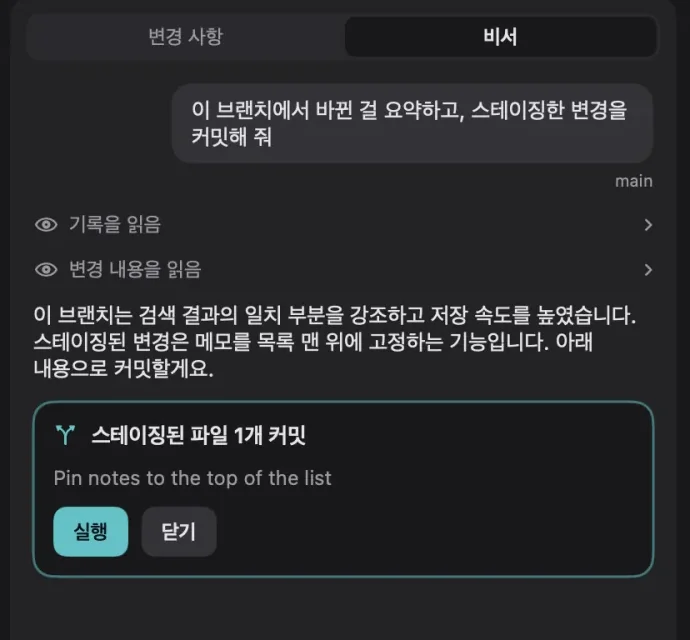 변경 사항
비서
이 브랜치에서 바뀐 걸 요약하고, 스테이징한 변경을
커밋해 줘
main
기록을 읽음
변경 내용을 읽음
이 브랜치는 검색 결과의 일치 부분을 강조하고 저장 속도를 높였습니다.
스테이징된 변경은 메모를 목록 맨 위에 고정하는 기능입니다. 아래
내용으로 커밋할게요.
스테이징된 파일 1개 커밋
Pin notes to the top of the list
실행
닫기